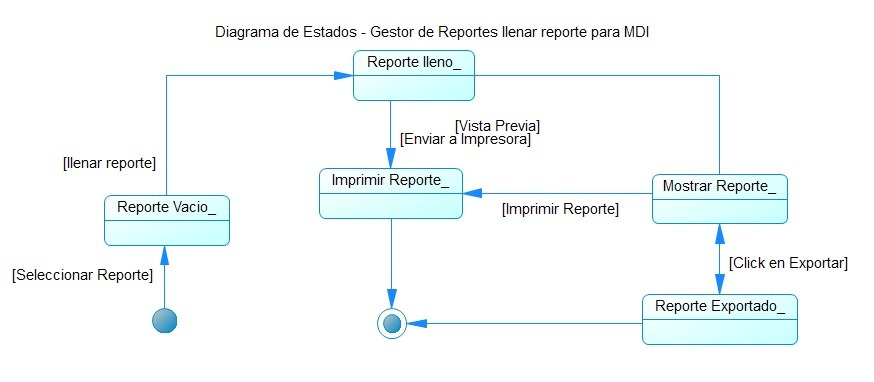 Diagrama de Estados - Gestor de Reportes llenar reporte para MDI
Reporte lleno_
[Vista Previa]
[Enviar a Impresora]
[llenar reporte]
Imprimir Reporte_
Mostrar Reporte_
Reporte Vacio_
[Imprimir Reporte]
[Click en Exportar]
[Seleccionar Reporte]
Reporte Exportado_